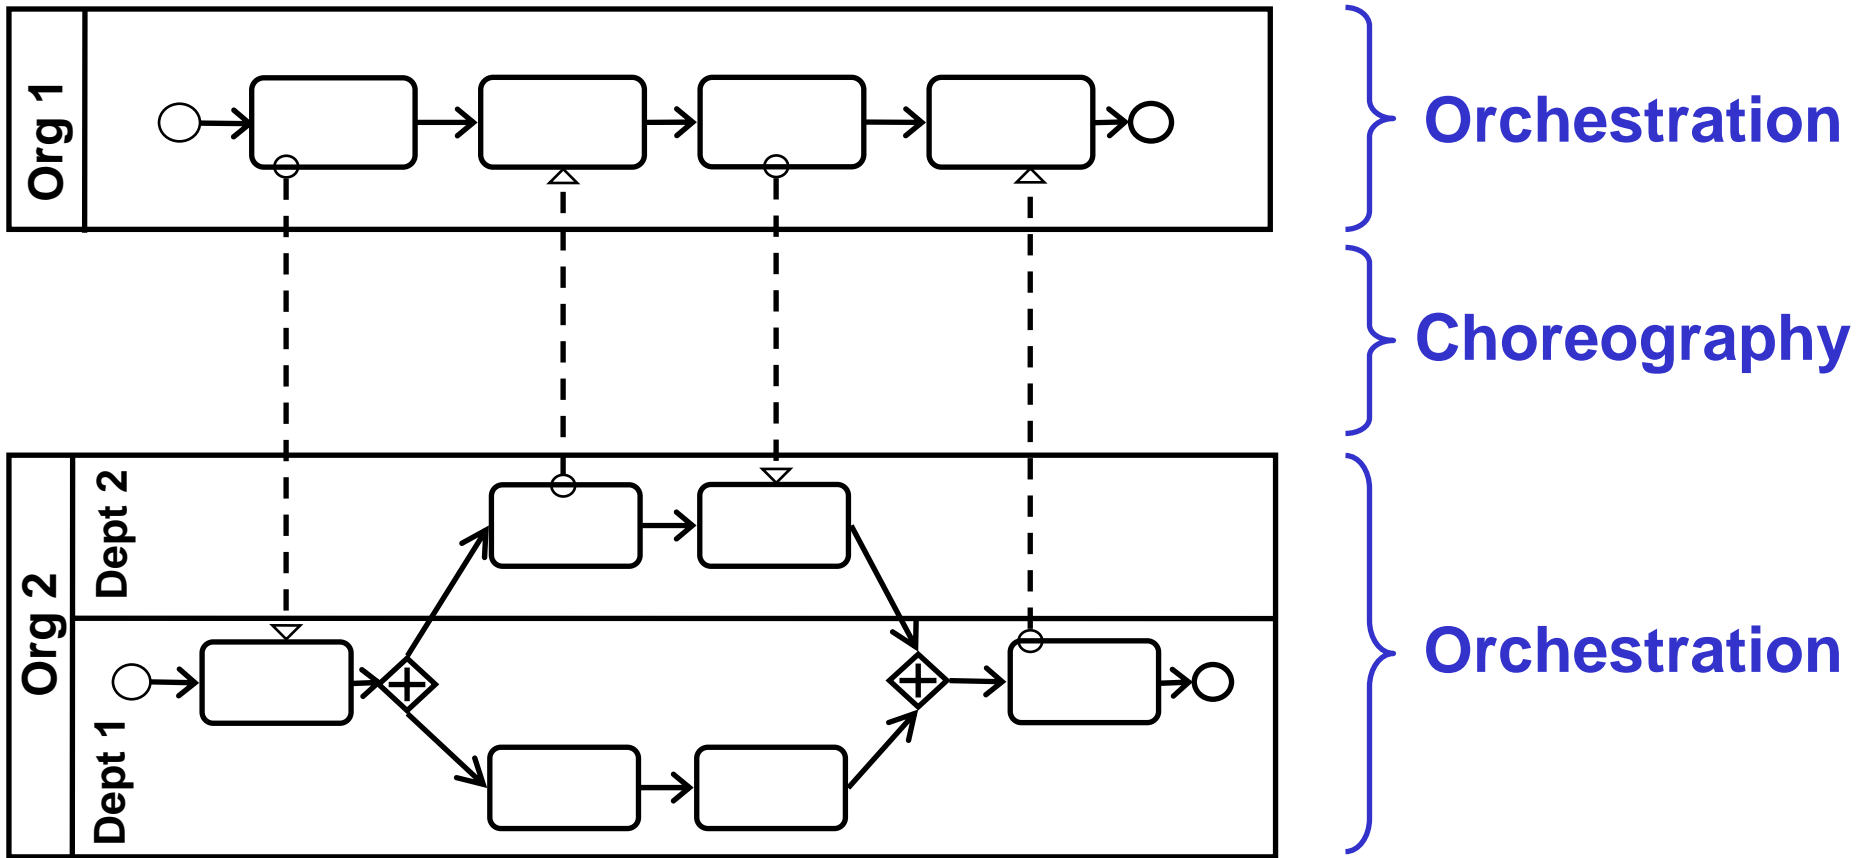 Org 1
Orchestration
Choreography
Org 2
Dept 2
Dept 1
Orchestration